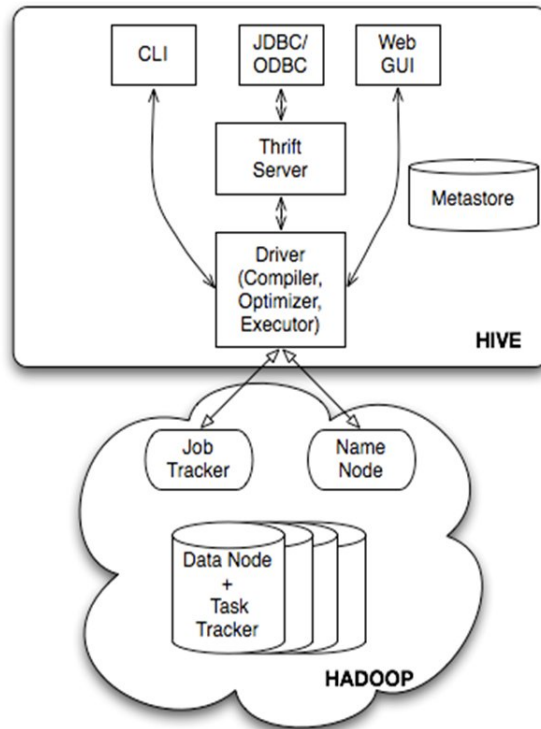 CLI
JDBC/
ODBC
Web
GUI
Thrift
Server
Metastore
Driver
(Compiler,
Optimizer,
Executor)
HIVE
Job
Tracker
Name
Node
Data Node
+
Task
Tracker
HADOOP